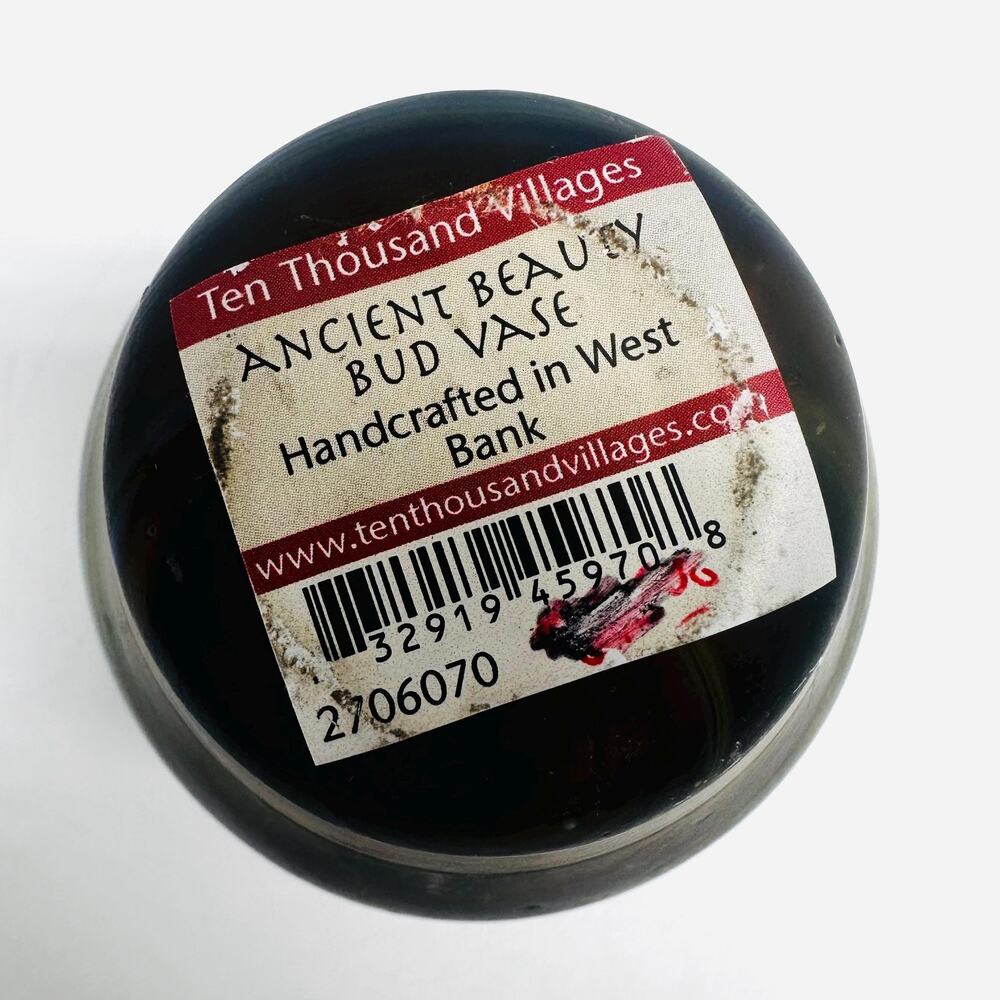 Ten Thousand Villages
ANCIENT BEAUTY
BUD VASE
Handcrafted in West
Bank
www.tenthousandvillages.com
32919 45970 8
2706070